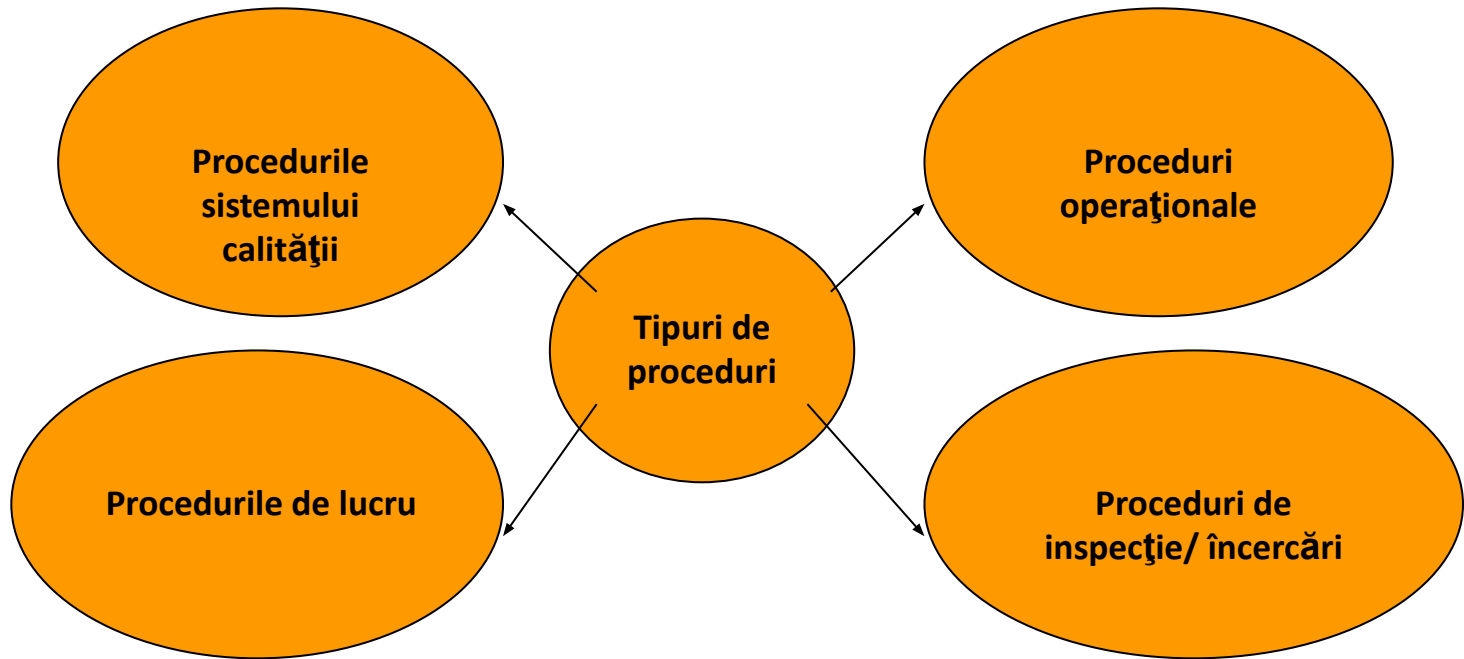 Procedurile
sistemului
calităţii
Proceduri
operaţionale
Tipuri de
proceduri
Procedurile de lucru
Proceduri de
inspecţie/ încercări